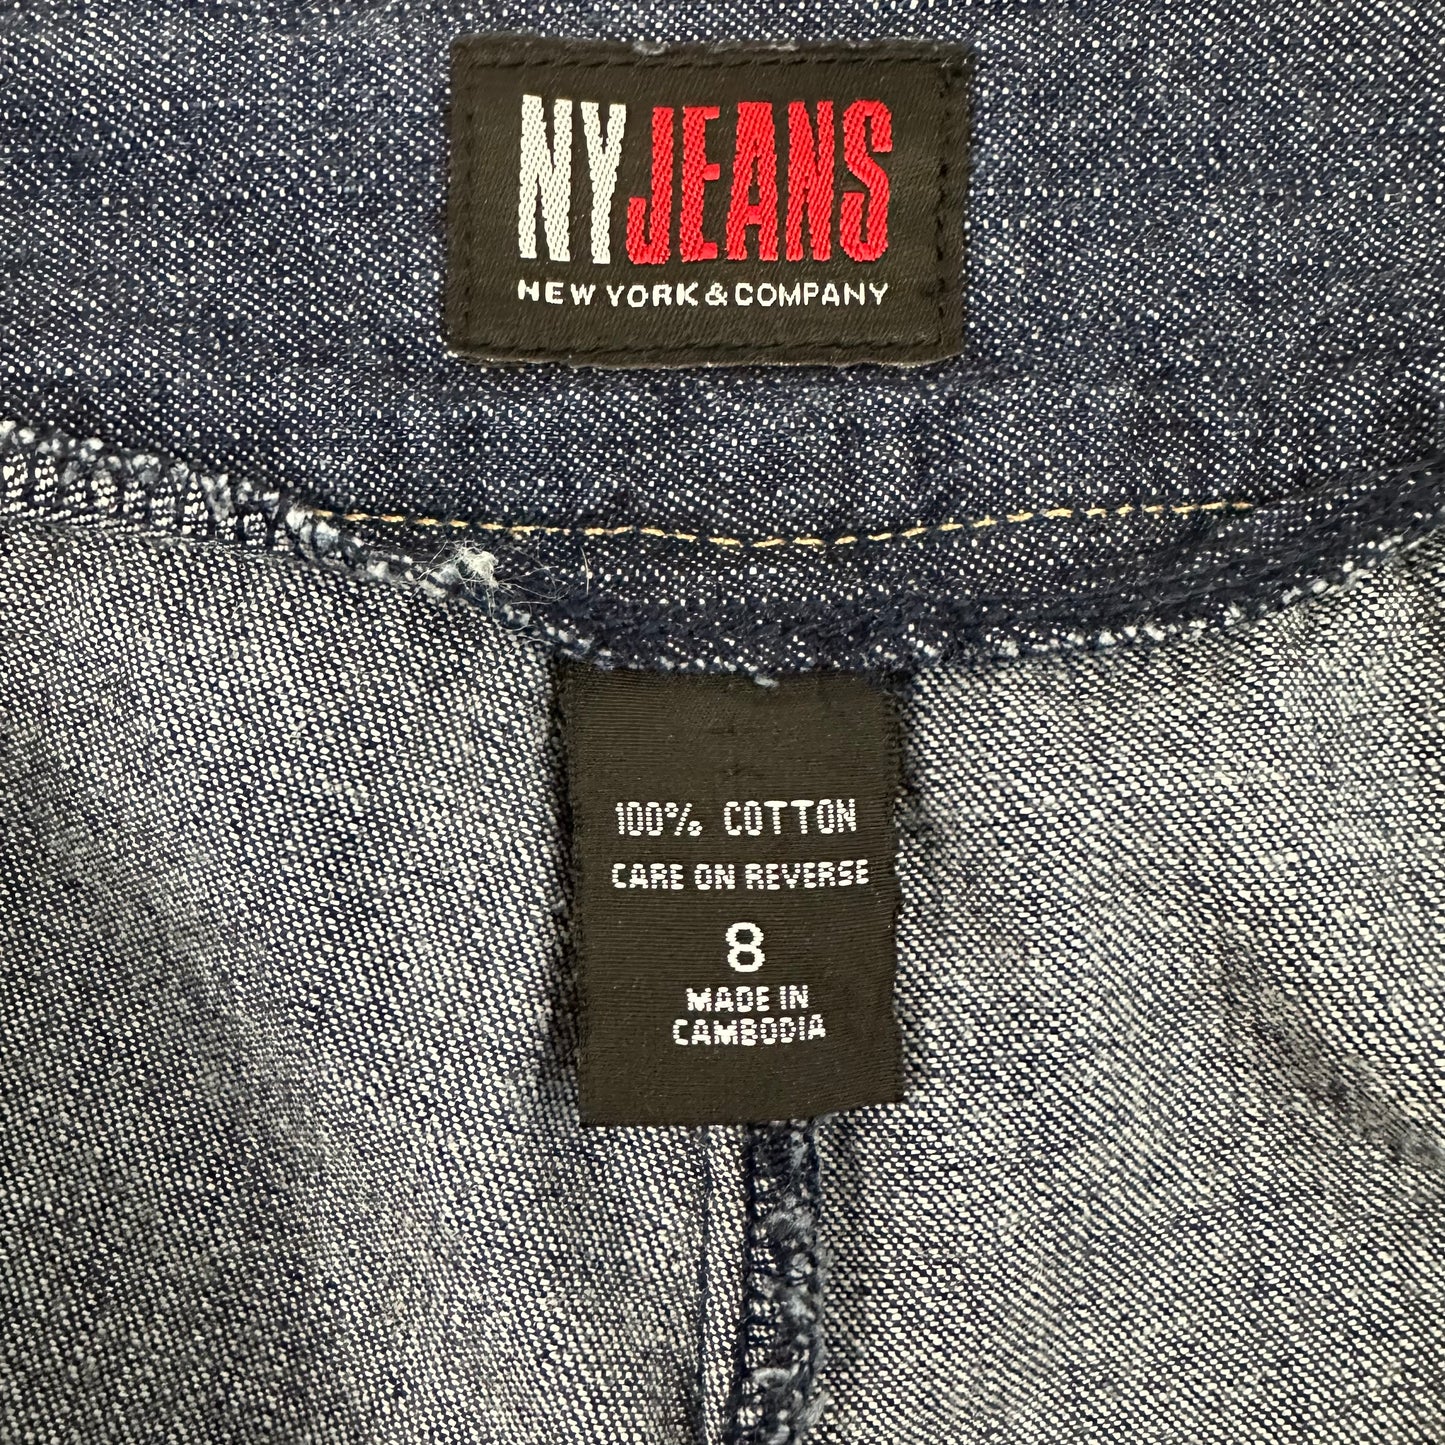 NYJEANS
NEW YORK & COMPANY
100% COTTON
CARE ON REVERSE
8
MADE IN
CAMBODIA